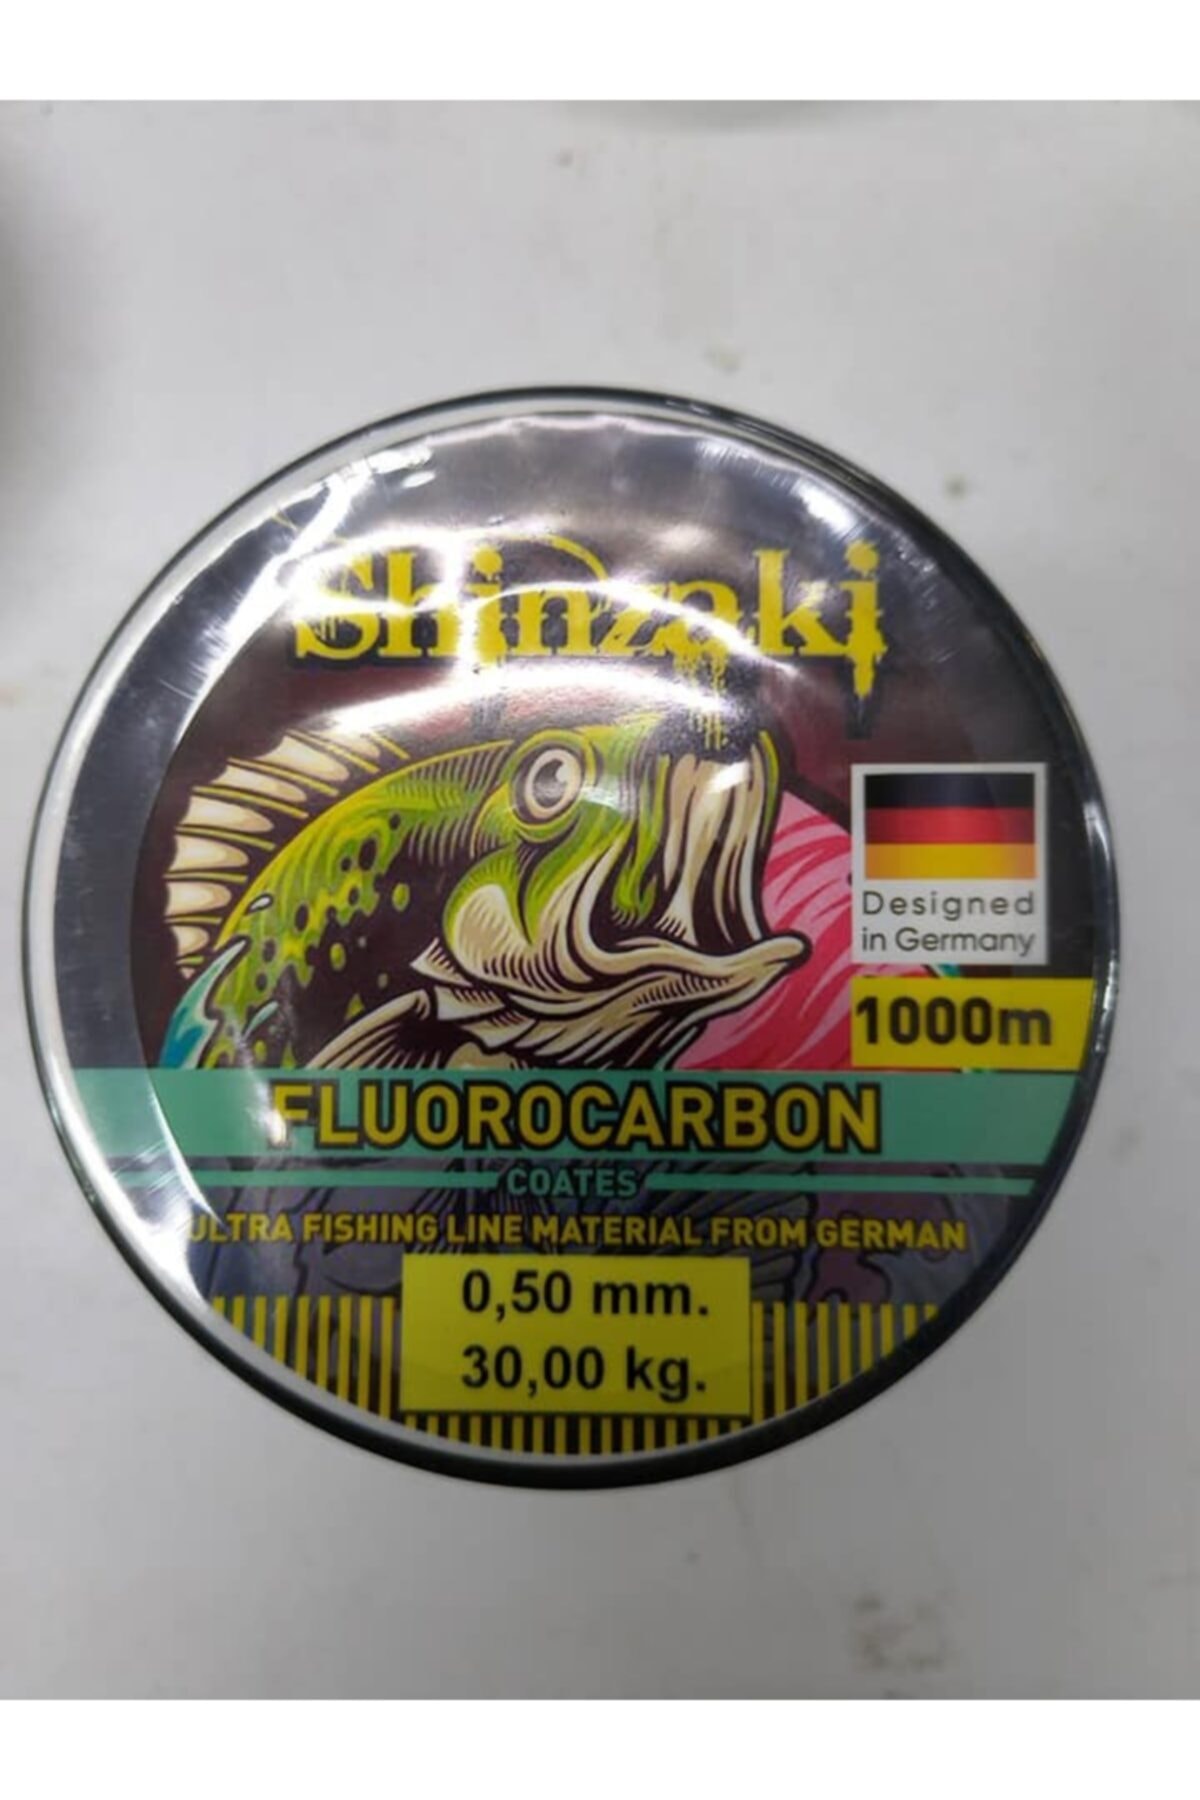 Shinzaki
Designed
in Germany
1000m
FLUOROCARBON
COATES
ULTRA FISHING LINE MATERIAL FROM GERMAN
0,50 mm.
30,00 kg.